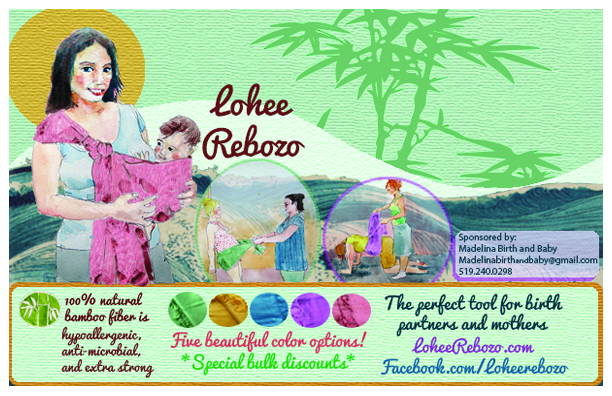 Lohee
Rebozo
Sponsored by:
Madelina Birth and Baby
Madelinabirthandbaby@gmail.com
519.240.0298
100% natural
bamboo fiber is
hypoallergenic,
anti-microbial,
and extra strong
Five beautiful color options!
*Special bulk discounts*
The perfect tool for birth
partners and mothers
LoheeRebozo.com
Facebook.com/Loheerebozo